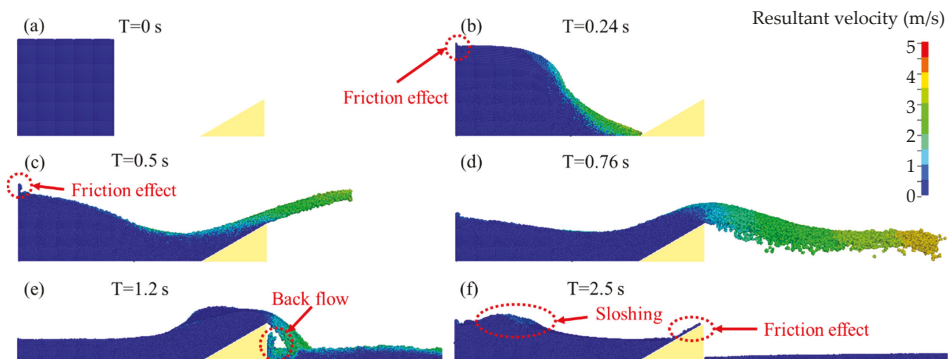 (a)
T=0 s
(b)
T=0.24 s
Resultant velocity (m/s)
5
4
3
2
1
0
Friction effect
(c)
T=0.5 s
Friction effect
(d)
T=0.76 s
(e)
T=1.2 s
Back flow
(f)
T=2.5 s
Sloshing
Friction effect